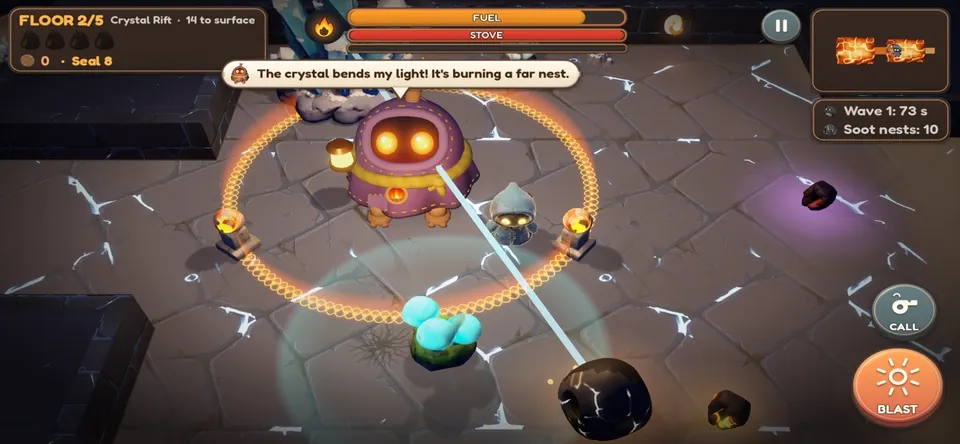 FLOOR 2/5 Crystal Rift · 14 to surface
0 · Seal 8
FUEL
STOVE
The crystal bends my light! It's burning a far nest.
Wave 1: 73 s
Soot nests: 10
CALL
BLAST